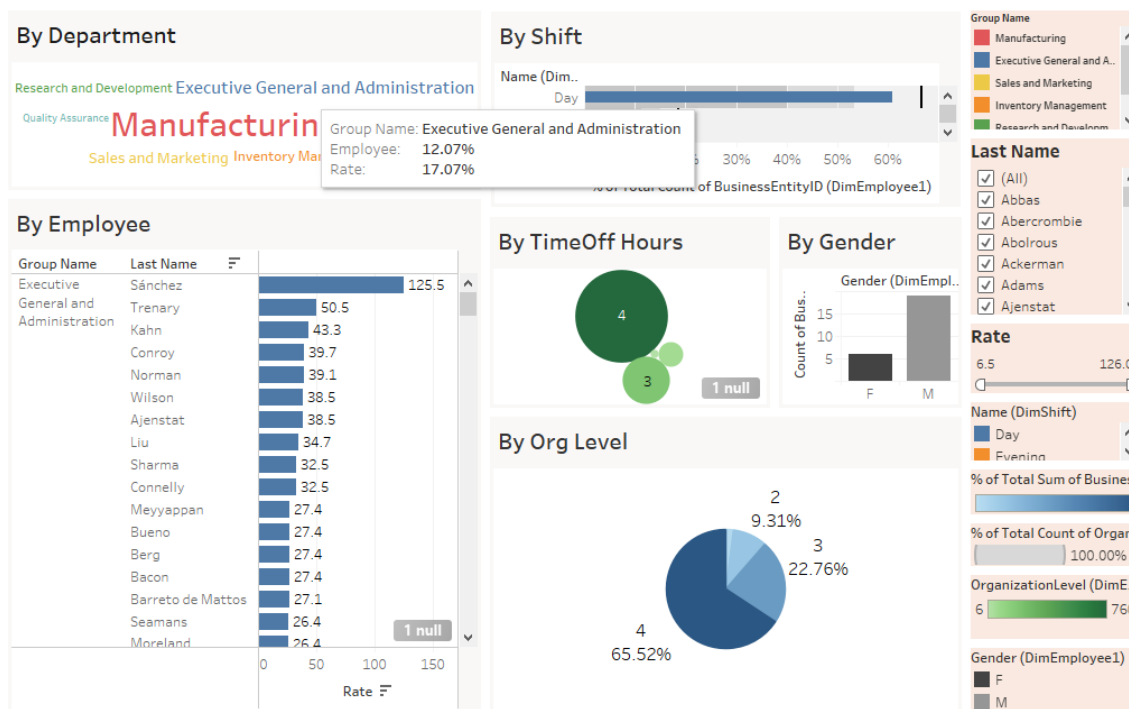 By Department
Research and Development Executive General and Administration
Quality Assurance Manufacturin
Sales and Marketing Inventory Ma
Group Name: Executive General and Administration
Employee: 12.07%
Rate: 17.07%
By Shift
Name (Dim..
Day
30% 40% 50% 60%
% of Total Count of BusinessEntityID (DimEmployee1)
By Employee
Group Name Last Name
Executive General and Administration
Sánchez 125.5
Trenary 50.5
Kahn 43.3
Conroy 39.7
Norman 39.1
Wilson 38.5
Ajenstat 38.5
Liu 34.7
Sharma 32.5
Connelly 32.5
Meyyappan 27.4
Bueno 27.4
Berg 27.4
Bacon 27.4
Barreto de Mattos 27.1
Seamans 26.4
Moreland 26.4
1 null
0 50 100 150
Rate
By TimeOff Hours
4
3
1 null
By Gender
Gender (DimEmpl..
Count of Bus..
15
10
5
F M
By Org Level
2
9.31%
3
22.76%
4
65.52%
Group Name
Manufacturing
Executive General and A..
Sales and Marketing
Inventory Management
Research and Developm
Last Name
(All)
Abbas
Abercrombie
Abolrous
Ackerman
Adams
Ajenstat
Rate
6.5 126.0
Name (DimShift)
Day
Evening
% of Total Sum of Busines
% of Total Count of Organ
100.00%
OrganizationLevel (DimE
6 760
Gender (DimEmployee1)
F
M